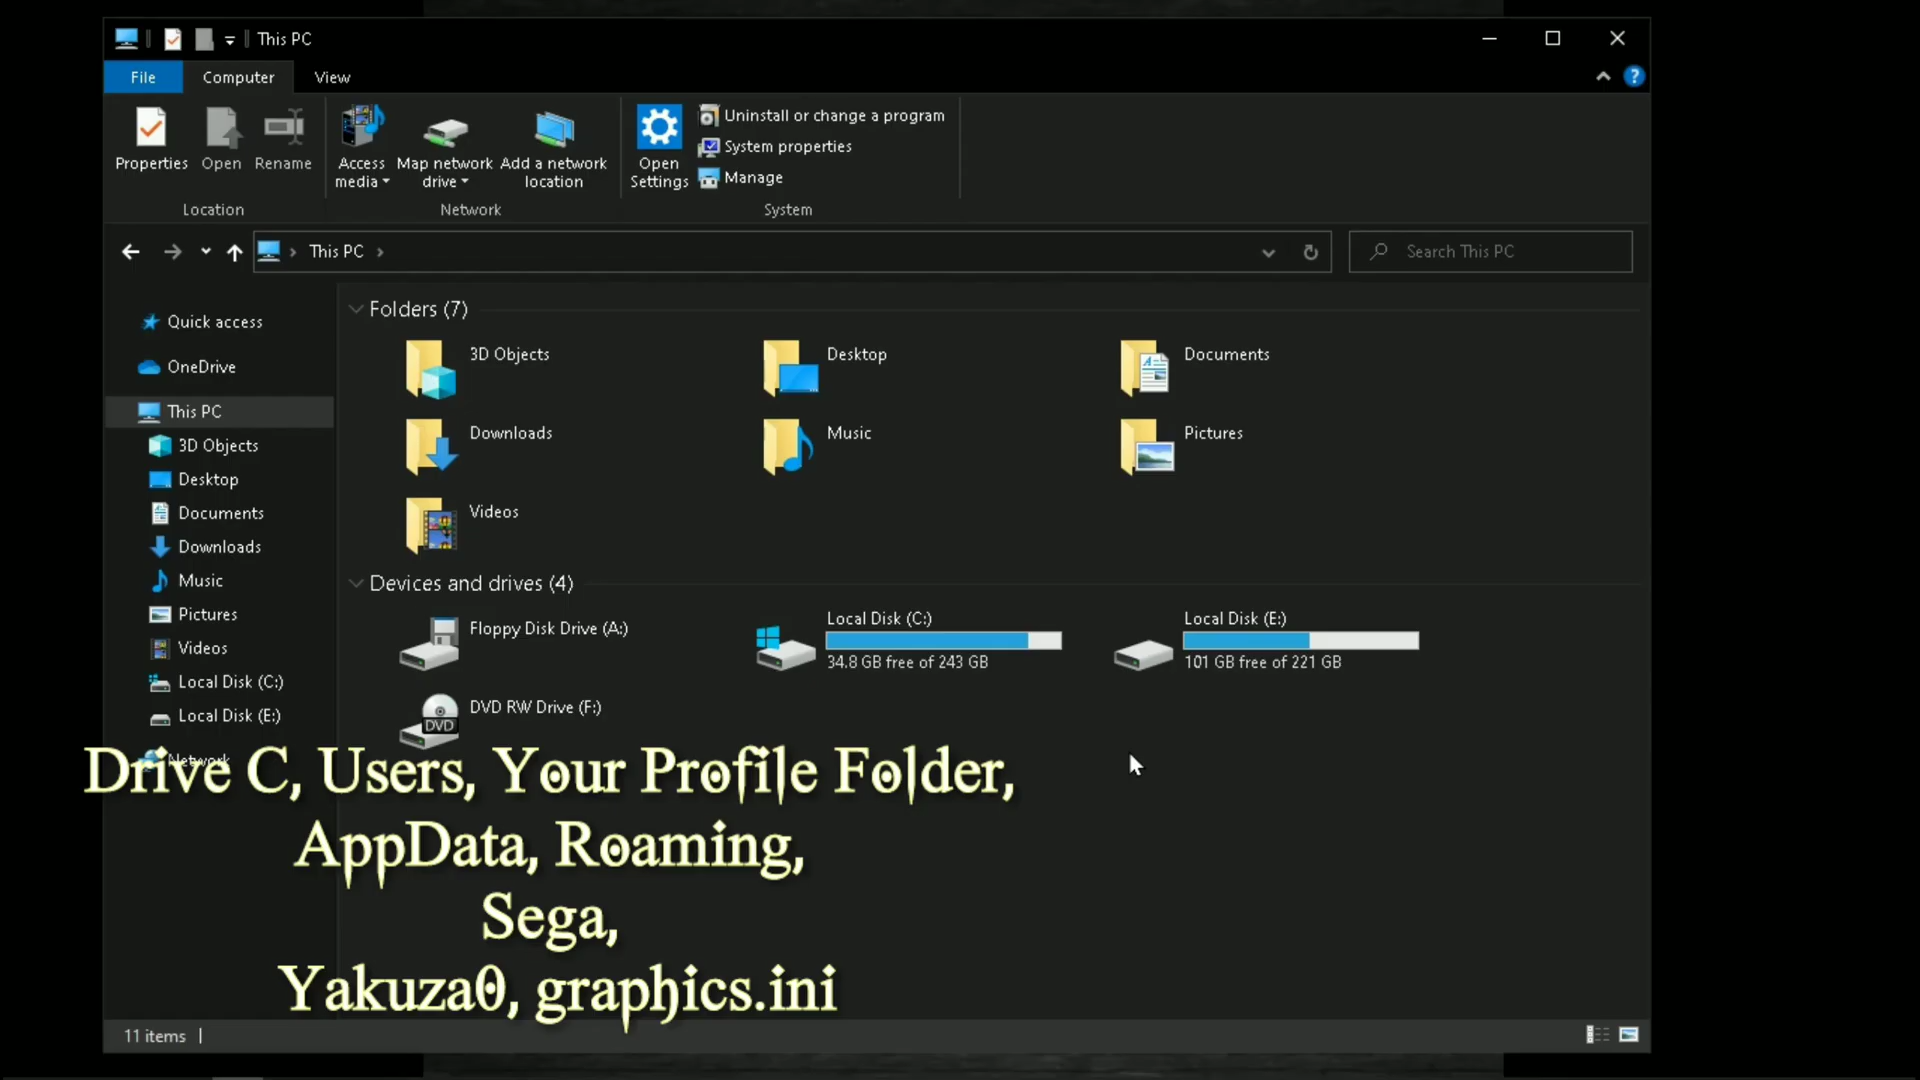 This PC
File
Computer
View
Properties
Open
Rename
Access media
Map network drive
Add a network location
Open Settings
Uninstall or change a program
System properties
Manage
Location
Network
System
This PC
Search This PC
Quick access
OneDrive
This PC
3D Objects
Desktop
Documents
Downloads
Music
Pictures
Videos
Local Disk (C:)
Local Disk (E:)
Network
Folders (7)
3D Objects
Desktop
Documents
Downloads
Music
Pictures
Videos
Devices and drives (4)
Floppy Disk Drive (A:)
Local Disk (C:)
34.8 GB free of 243 GB
Local Disk (E:)
101 GB free of 221 GB
DVD RW Drive (F:)
DVD
Drive C, Users, Your Profile Folder,
AppData, Roaming,
Sega,
Yakuza0, graphics.ini
11 items